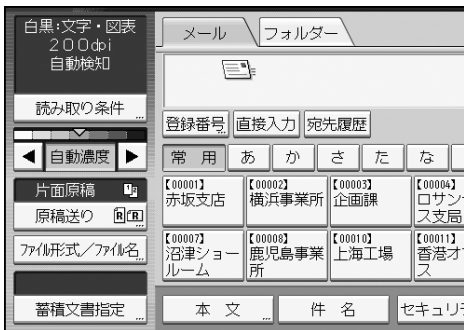 白黒:文字・図表
200dpi
自動検知
読み取り条件
自動濃度
片面原稿
原稿送り
ファイル形式/ファイル名
蓄積文書指定
メール
フォルダー
登録番号 直接入力 宛先履歴
常用 あ か さ た な
【00001】
赤坂支店
【00002】
横浜事業所
【00003】
企画課
【00004】
ロサン
ス支局
【00007】
沼津ショー
ルーム
【00008】
鹿児島事業
所
【00010】
上海工場
【00011】
香港オ
ス
本文 件名 セキュリ